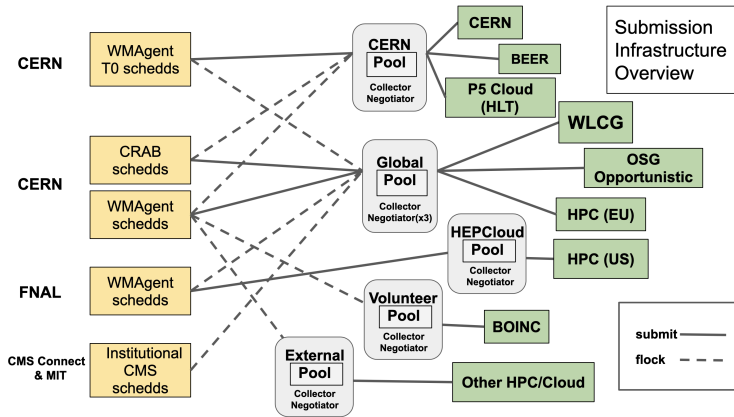 Submission
Infrastructure
Overview
CERN
WMAgent
T0 schedds
CERN
Pool
Collector
Negotiator
CERN
BEER
P5 Cloud
(HLT)
CERN
CRAB
schedds
WMAgent
schedds
Global
Pool
Collector
Negotiator(x3)
WLCG
OSG
Opportunistic
HPC (EU)
FNAL
WMAgent
schedds
HEPCloud
Pool
Collector
Negotiator
HPC (US)
Volunteer
Pool
Collector
Negotiator
BOINC
CMS Connect
& MIT
Institutional
CMS
schedds
External
Pool
Collector
Negotiator
Other HPC/Cloud
submit
flock